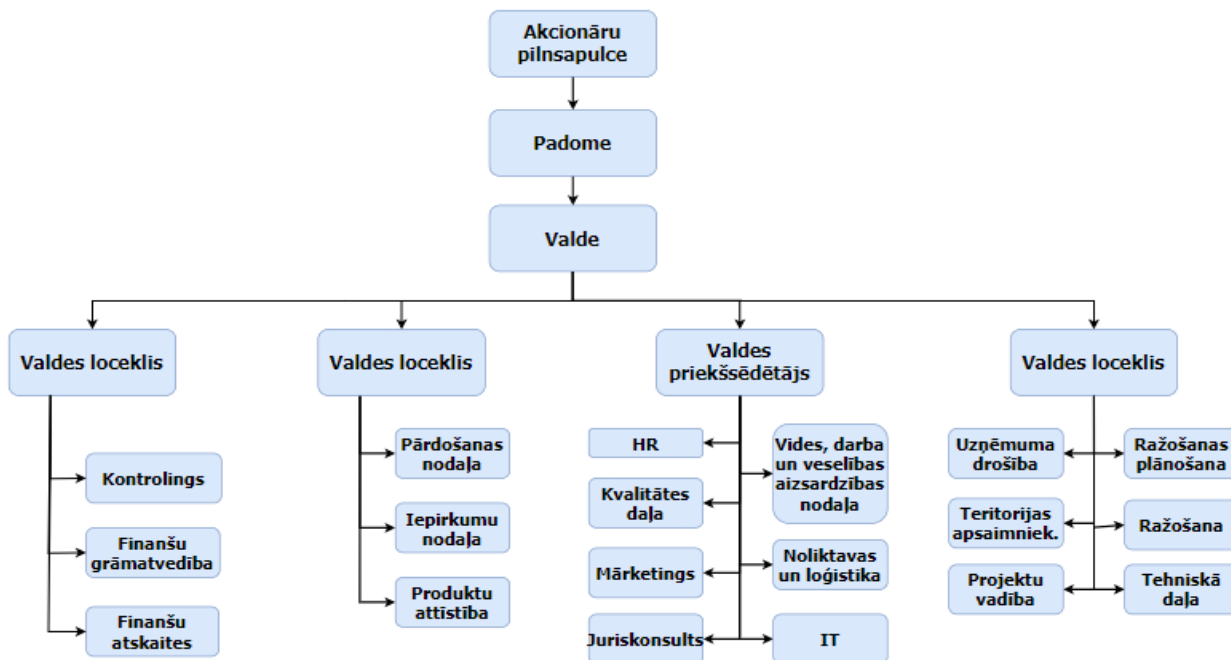 Akcionāru
pilnsapulce
Padome
Valde
Valdes loceklis
Valdes loceklis
Valdes
priekšsēdētājs
Valdes loceklis
Kontrolings
Finanšu
grāmatvedība
Finanšu
atskaites
Pārdošanas
nodaļa
Iepirkumu
nodaļa
Produktu
attīstība
HR
Kvalitātes
daļa
Mārketings
Juriskonsults
Vides, darba
un veselības
aizsardzības
nodaļa
Noliktavas
un loģistika
IT
Uzņēmuma
drošība
Teritorijas
apsaimniek.
Projektu
vadība
Ražošanas
plānošana
Ražošana
Tehniskā
daļa